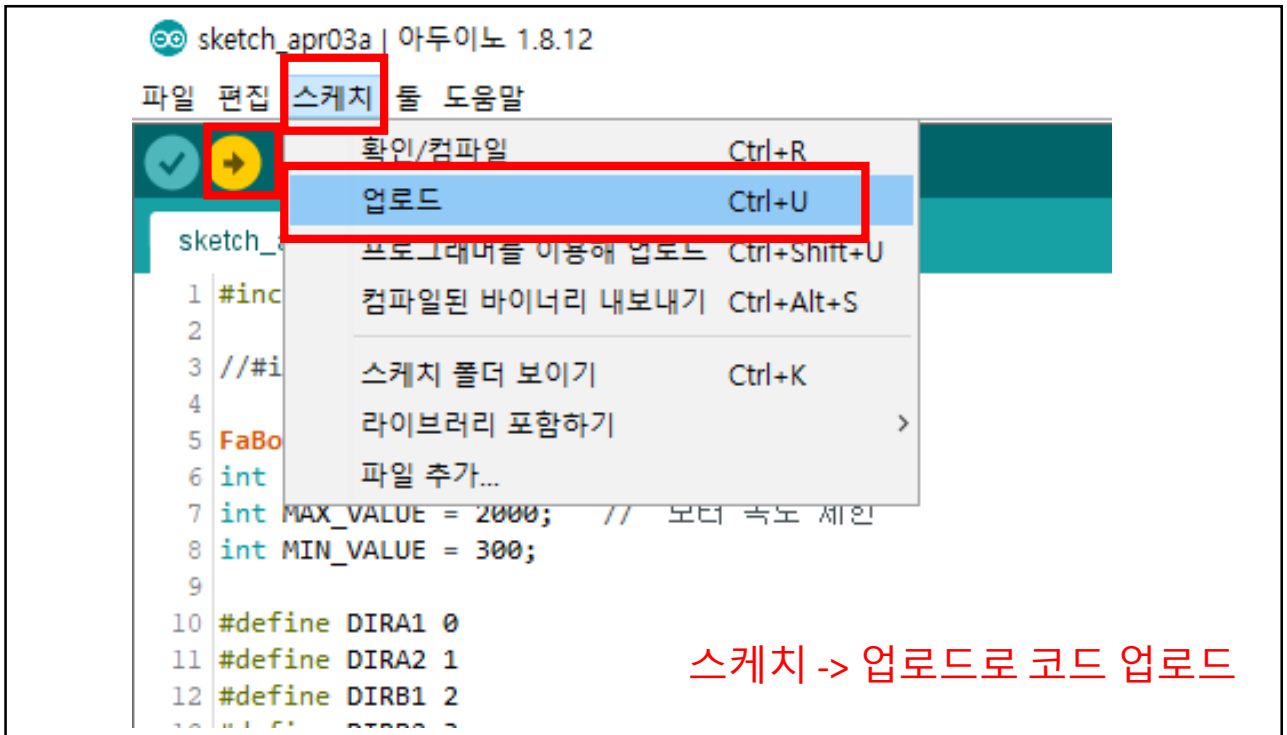 sketch_apr03a | 아두이노 1.8.12
파일 편집 스케치 툴 도움말
확인/컴파일 Ctrl+R
업로드 Ctrl+U
프로그래머를 이용해 업로드 Ctrl+Shift+U
컴파일된 바이너리 내보내기 Ctrl+Alt+S
스케치 폴더 보이기 Ctrl+K
라이브러리 포함하기 >
파일 추가...
sketch_a
1 #inc
2
3 //#i
4
5 FaBo
6 int
7 int MAX_VALUE = 2000; // 모터 속도 제한
8 int MIN_VALUE = 300;
9
10 #define DIRA1 0
11 #define DIRA2 1
12 #define DIRB1 2
스케치 -> 업로드로 코드 업로드